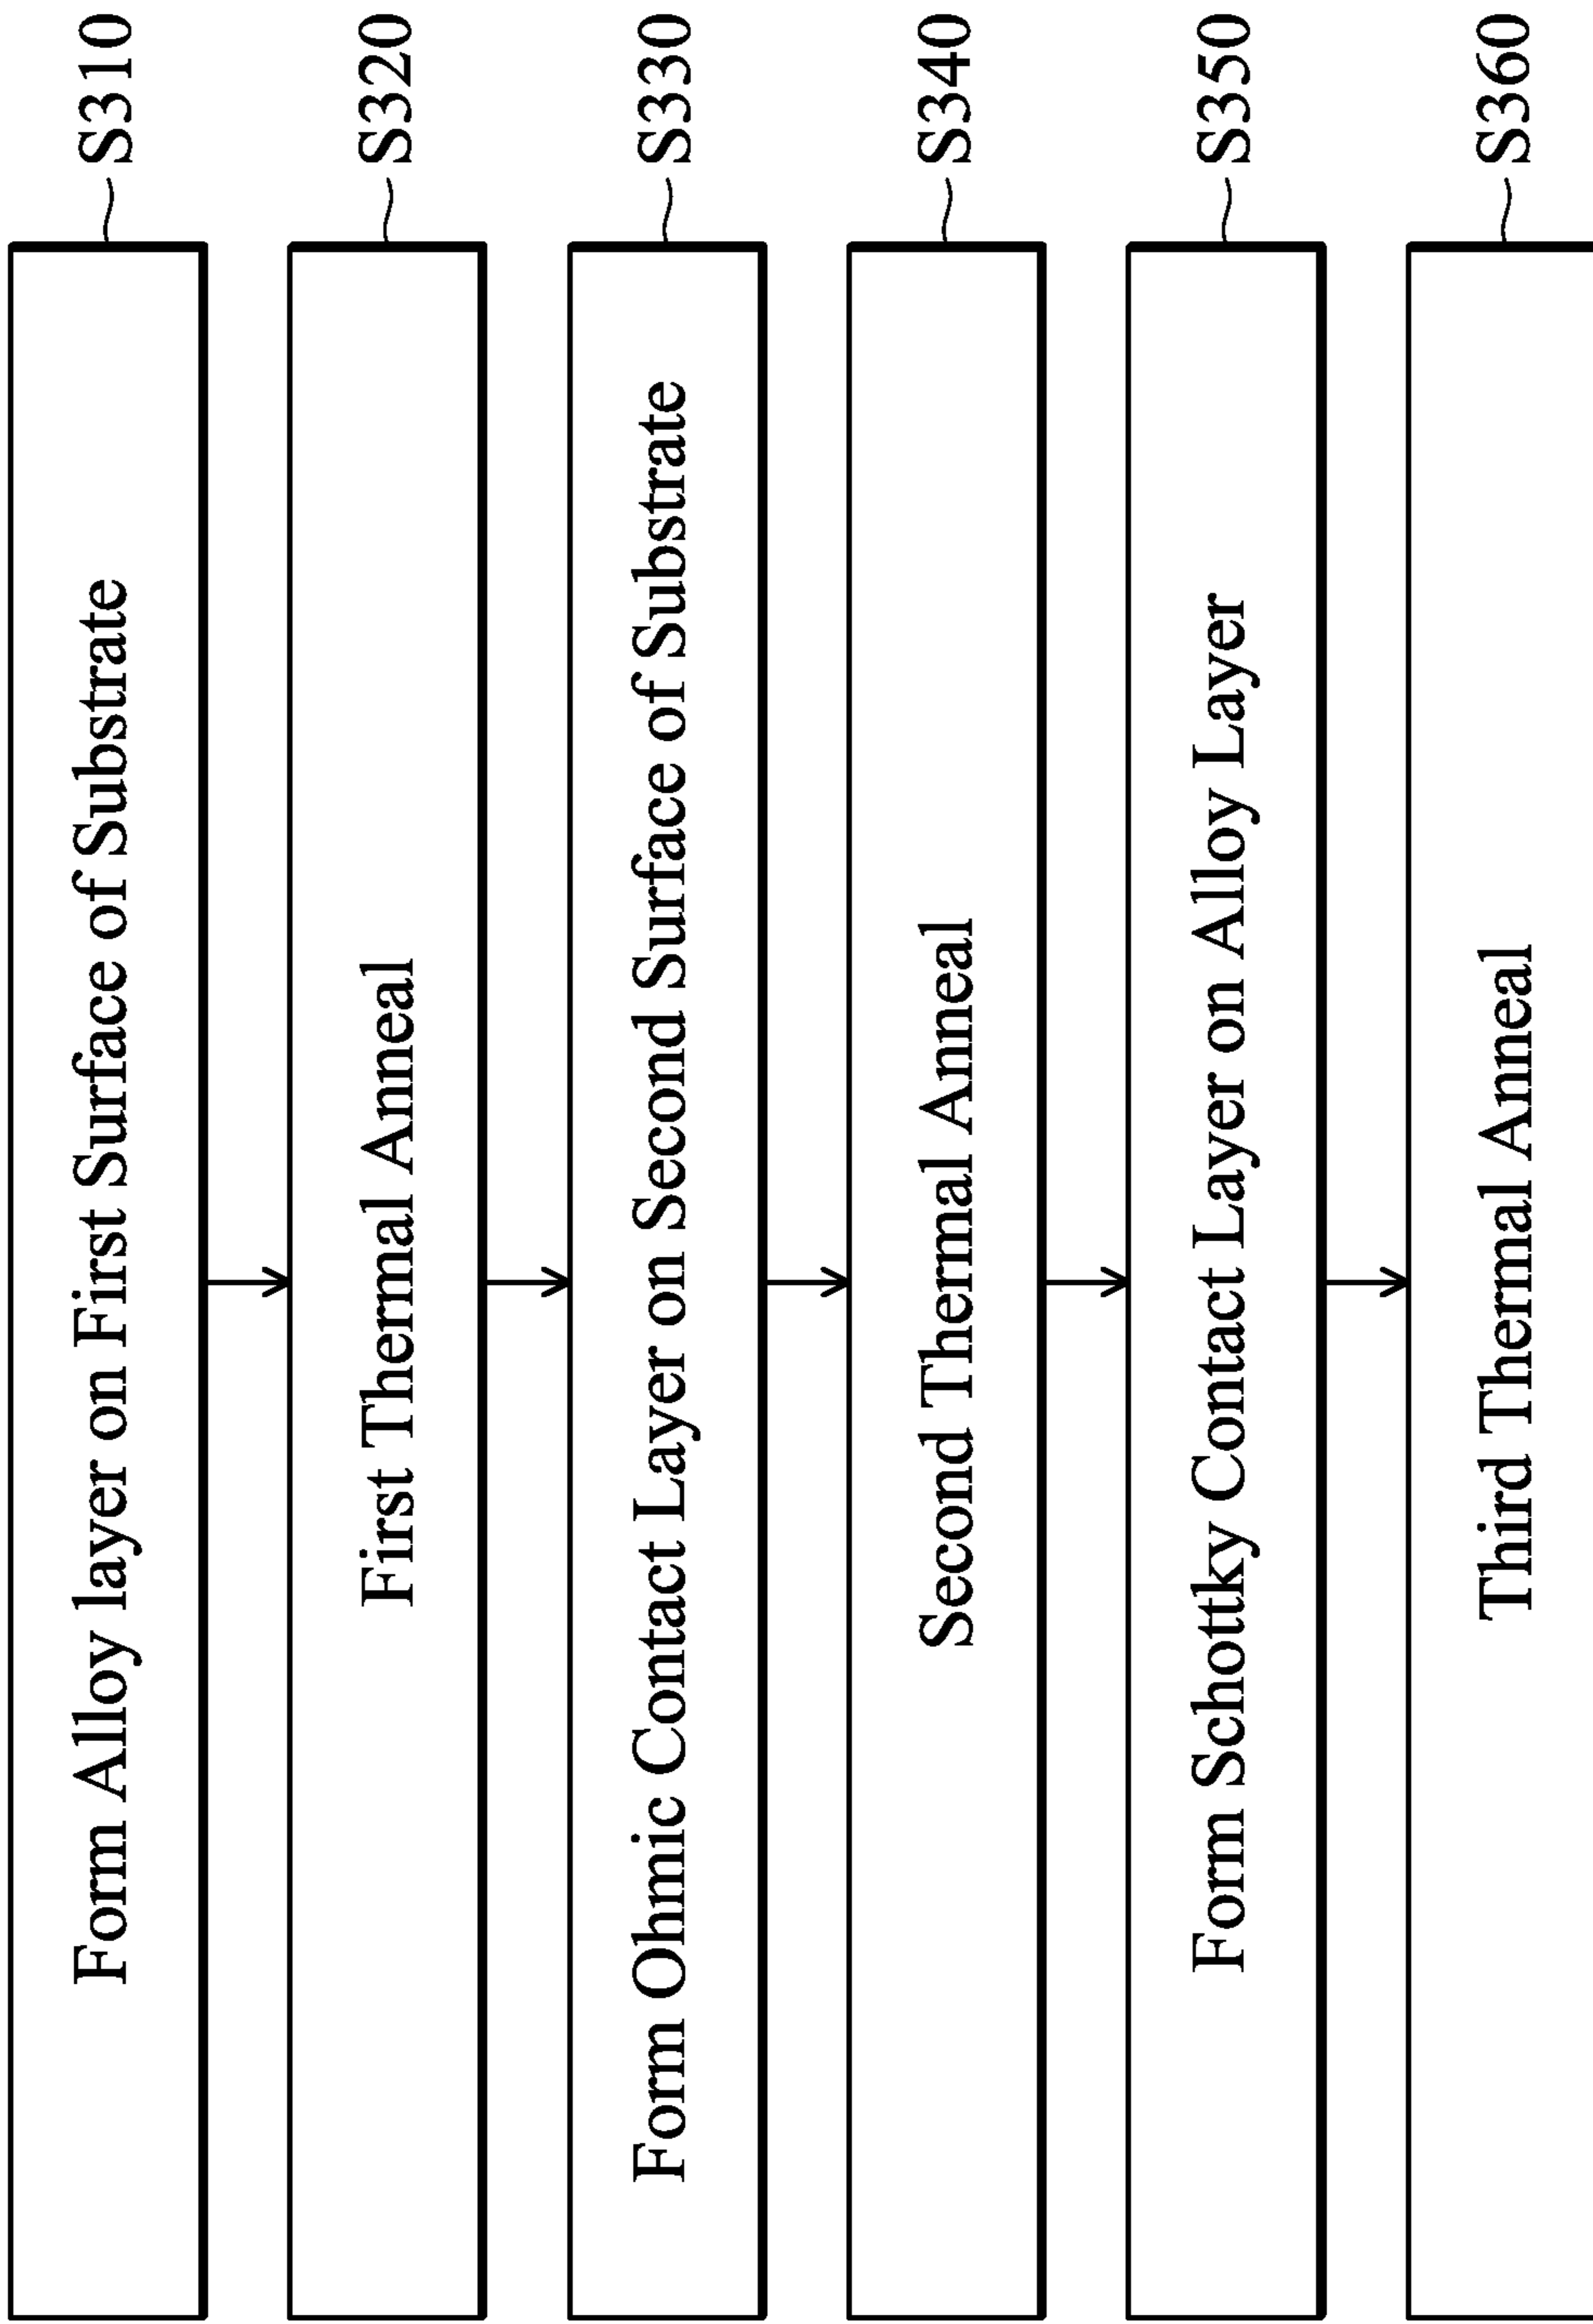 Form Alloy layer on First Surface of Substrate
S310
First Thermal Anneal
S320
Form Ohmic Contact Layer on Second Surface of Substrate
S330
Second Thermal Anneal
S340
Form Schottky Contact Layer on Alloy Layer
S350
Third Thermal Anneal
S360